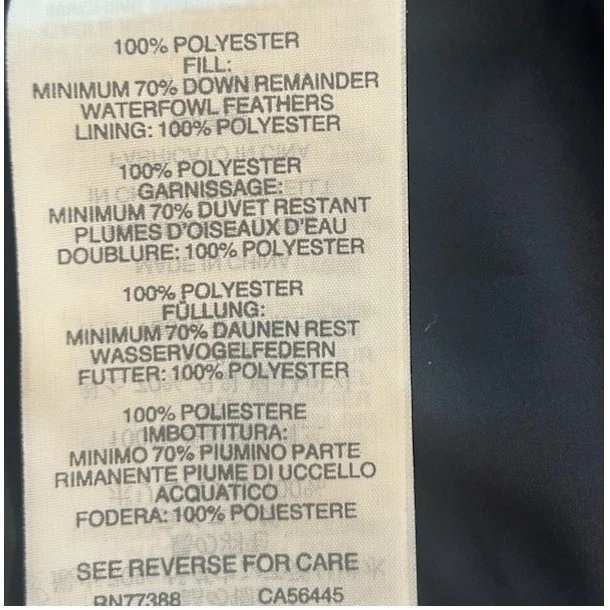 100% POLYESTER
FILL:
MINIMUM 70% DOWN REMAINDER
WATERFOWL FEATHERS
LINING: 100% POLYESTER
100% POLYESTER
GARNISSAGE:
MINIMUM 70% DUVET RESTANT
PLUMES D'OISEAUX D'EAU
DOUBLURE: 100% POLYESTER
100% POLYESTER
FÜLLUNG:
MINIMUM 70% DAUNEN REST
WASSERVOGELFEDERN
FUTTER: 100% POLYESTER
100% POLIESTERE
IMBOTTITURA:
MINIMO 70% PIUMINO PARTE
RIMANENTE PIUME DI UCCELLO
ACQUATICO
FODERA: 100% POLIESTERE
SEE REVERSE FOR CARE
RN77388 CA56445